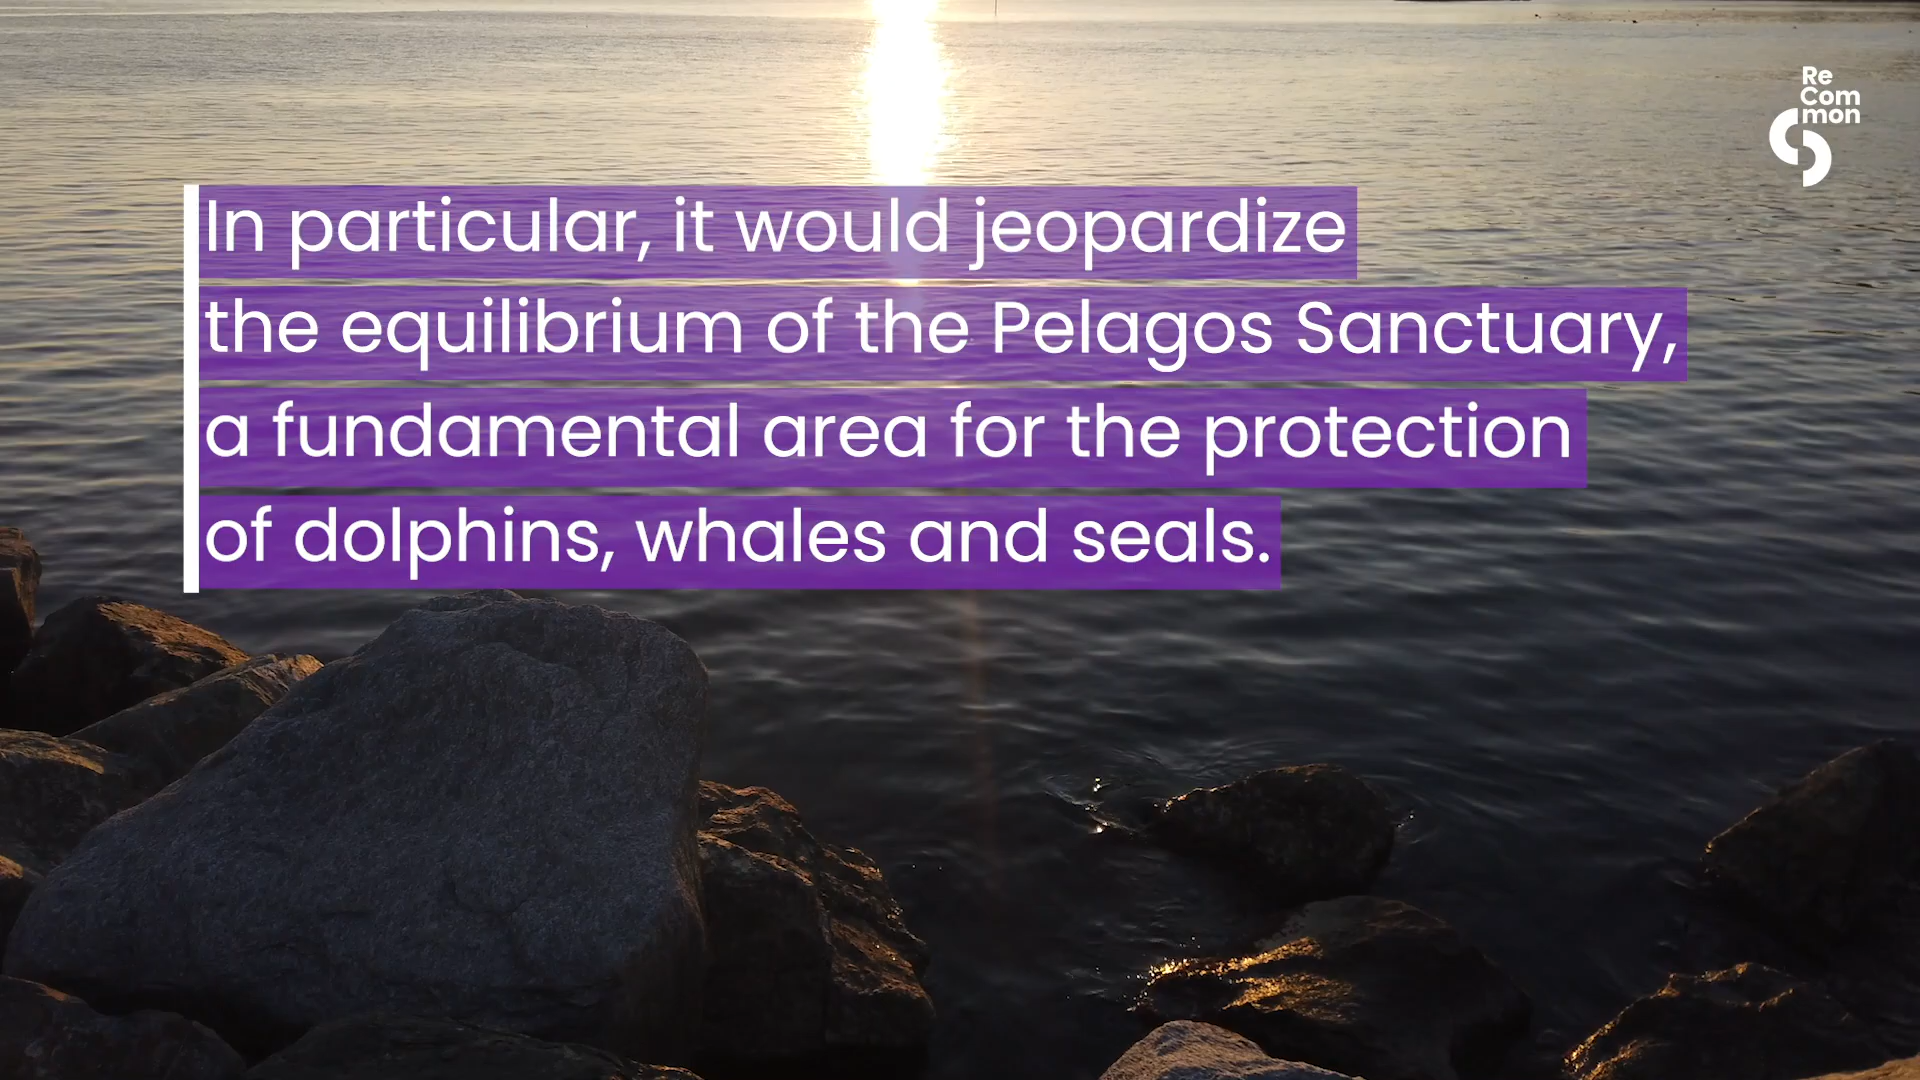 Re
Com
mon
In particular, it would jeopardize
the equilibrium of the Pelagos Sanctuary,
a fundamental area for the protection
of dolphins, whales and seals.